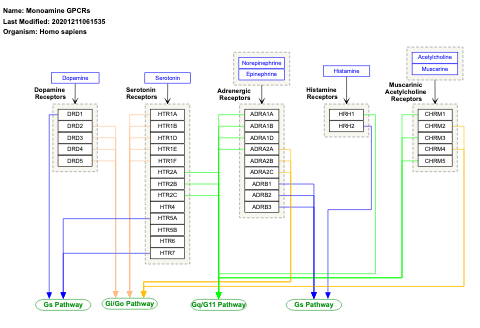 Name: Monoamine GPCRs
Last Modified: 20201211061535
Organism: Homo sapiens
Dopamine
Dopamine
Receptors
DRD1
DRD2
DRD3
DRD4
DRD5
Serotonin
Serotonin
Receptors
HTR1A
HTR1B
HTR1D
HTR1E
HTR1F
HTR2A
HTR2B
HTR2C
HTR4
HTR5A
HTR5B
HTR6
HTR7
Norepinephrine
Epinephrine
Adrenergic
Receptors
ADRA1A
ADRA1B
ADRA1D
ADRA2A
ADRA2B
ADRA2C
ADRB1
ADRB2
ADRB3
Histamine
Histamine
Receptors
HRH1
HRH2
Acetylcholine
Muscarine
Muscarinic
Acetylcholine
Receptors
CHRM1
CHRM2
CHRM3
CHRM4
CHRM5
Gs Pathway
Gi/Go Pathway
Gq/G11 Pathway
Gs Pathway